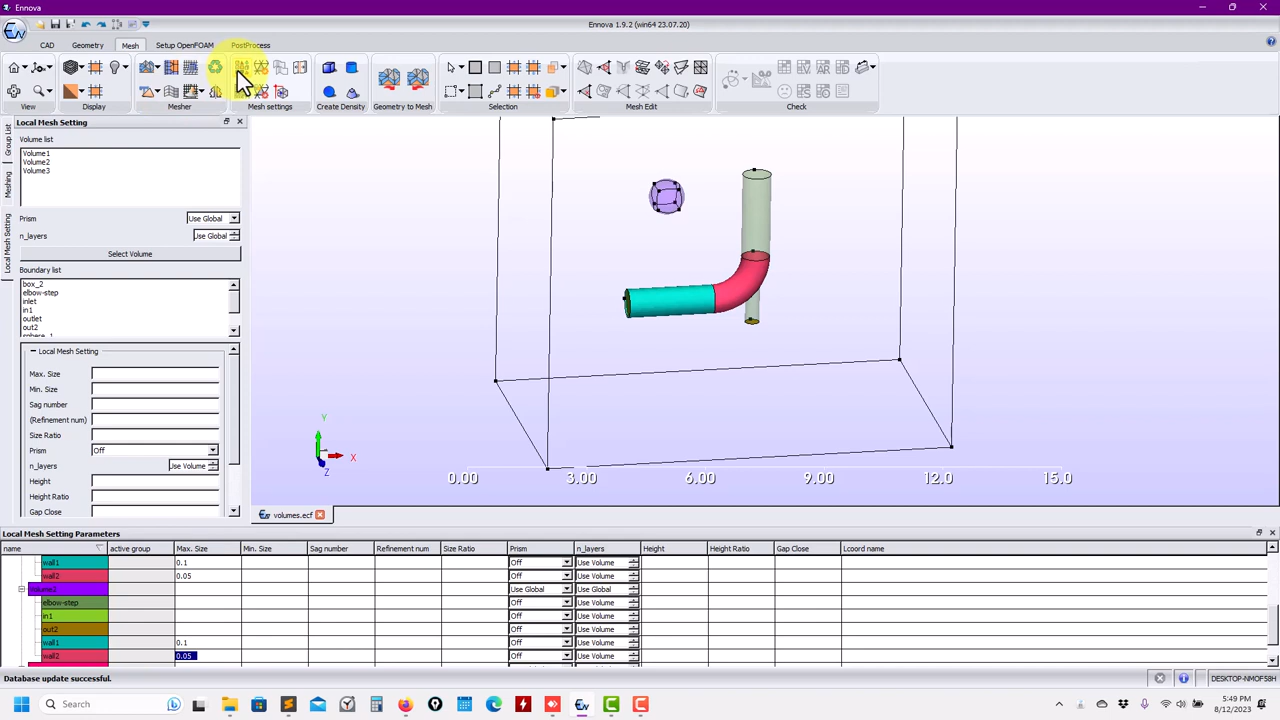 Ennova
Ennova 1.9.2 (win64 23.07.20)
CAD Geometry Mesh Setup OpenFOAM PostProcess
View Display Mesher Mesh settings Create Density Geometry to Mesh Selection Mesh Edit Check
Local Mesh Setting
Group List
Meshing
Local Mesh Setting
Volume list
Volume1
Volume2
Volume3
Prism Use Global
n_layers Use Global
Select Volume
Boundary list
box_2
elbow-step
inlet
in1
outlet
out2
sphere_1
Local Mesh Setting
Max. Size
Min. Size
Sag number
(Refinement num)
Size Ratio
Prism Off
n_layers Use Volume
Height
Height Ratio
Gap Close
Y
X
Z
0.00 3.00 6.00 9.00 12.0 15.0
volumes.ecf
Local Mesh Setting Parameters
name active group Max. Size Min. Size Sag number Refinement num Size Ratio Prism n_layers Height Height Ratio Gap Close Lcoord name
wall1 0.1 Off Use Volume
wall2 0.05 Off Use Volume
Use Global Use Global
elbow-step Off Use Volume
in1 Off Use Volume
out2 Off Use Volume
wall1 0.1 Off Use Volume
wall2 0.05 Off Use Volume
Database update successful.
DESKTOP-NMOF58H
Search
5:49 PM
8/12/2023